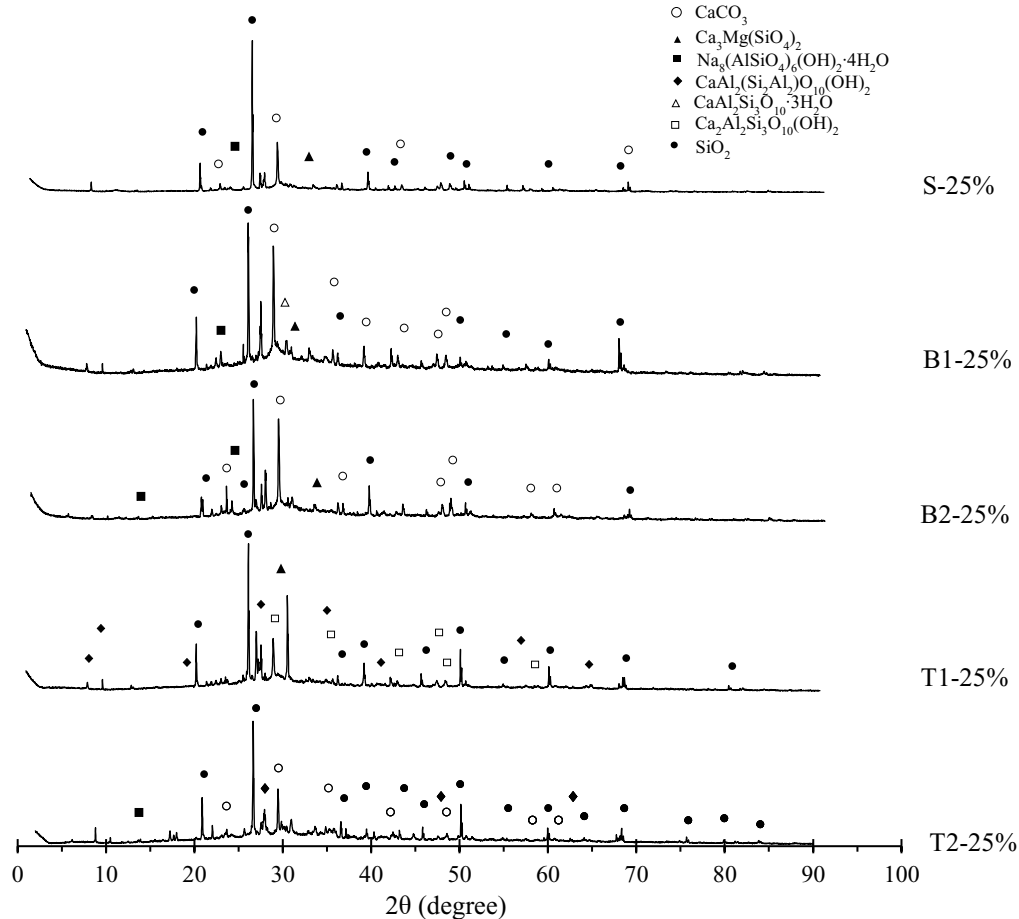 CaCO₃
Ca₃Mg(SiO₄)₂
Na₈(AlSiO₄)₆(OH)₂·4H₂O
CaAl₂(Si₂Al₂)O₁₀(OH)₂
CaAl₂Si₃O₁₀·3H₂O
Ca₂Al₂Si₃O₁₀(OH)₂
SiO₂
S-25%
B1-25%
B2-25%
T1-25%
T2-25%
0 10 20 30 40 50 60 70 80 90 100
2θ (degree)